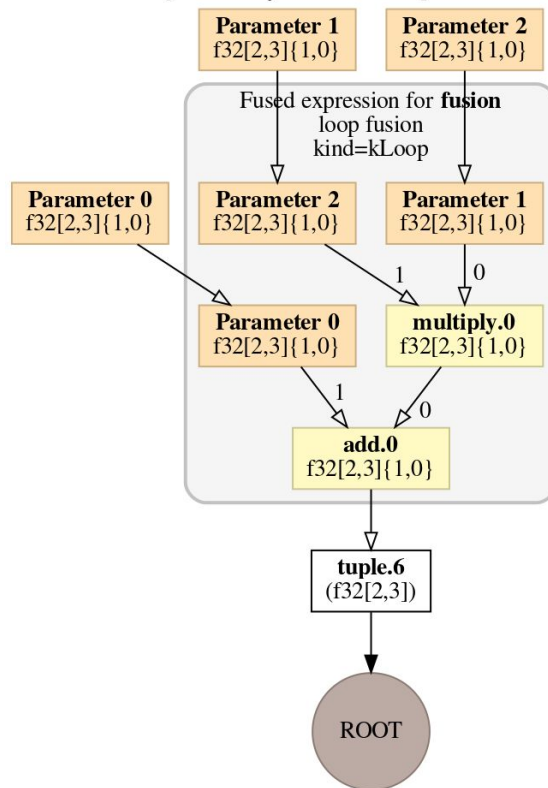 Parameter 1
f32[2,3]{1,0}
Parameter 2
f32[2,3]{1,0}
Fused expression for fusion
loop fusion
kind=kLoop
Parameter 0
f32[2,3]{1,0}
Parameter 2
f32[2,3]{1,0}
Parameter 1
f32[2,3]{1,0}
1
0
Parameter 0
f32[2,3]{1,0}
multiply.0
f32[2,3]{1,0}
1
0
add.0
f32[2,3]{1,0}
tuple.6
(f32[2,3])
ROOT